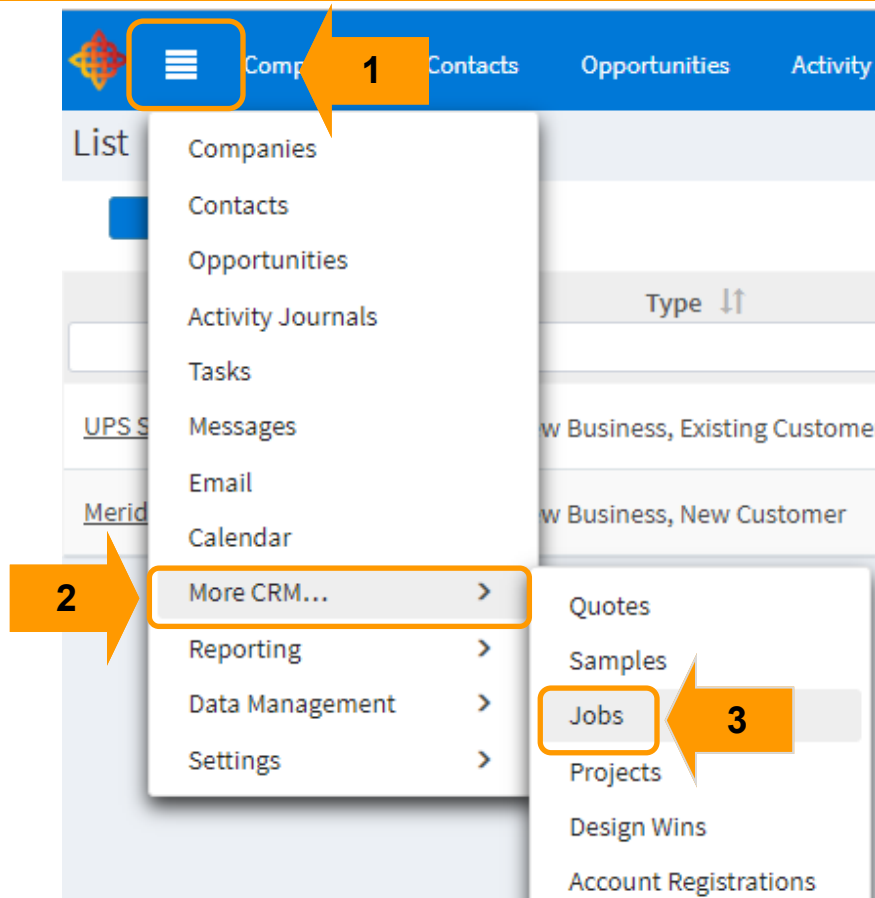 Comp 1 Contacts Opportunities Activity
List
Companies
Contacts
Opportunities
Activity Journals
Type
Tasks
UPS S
Messages
w Business, Existing Custome
Email
Merid
w Business, New Customer
Calendar
2
More CRM...
Quotes
Reporting
Samples
Data Management
Jobs
3
Settings
Projects
Design Wins
Account Registrations